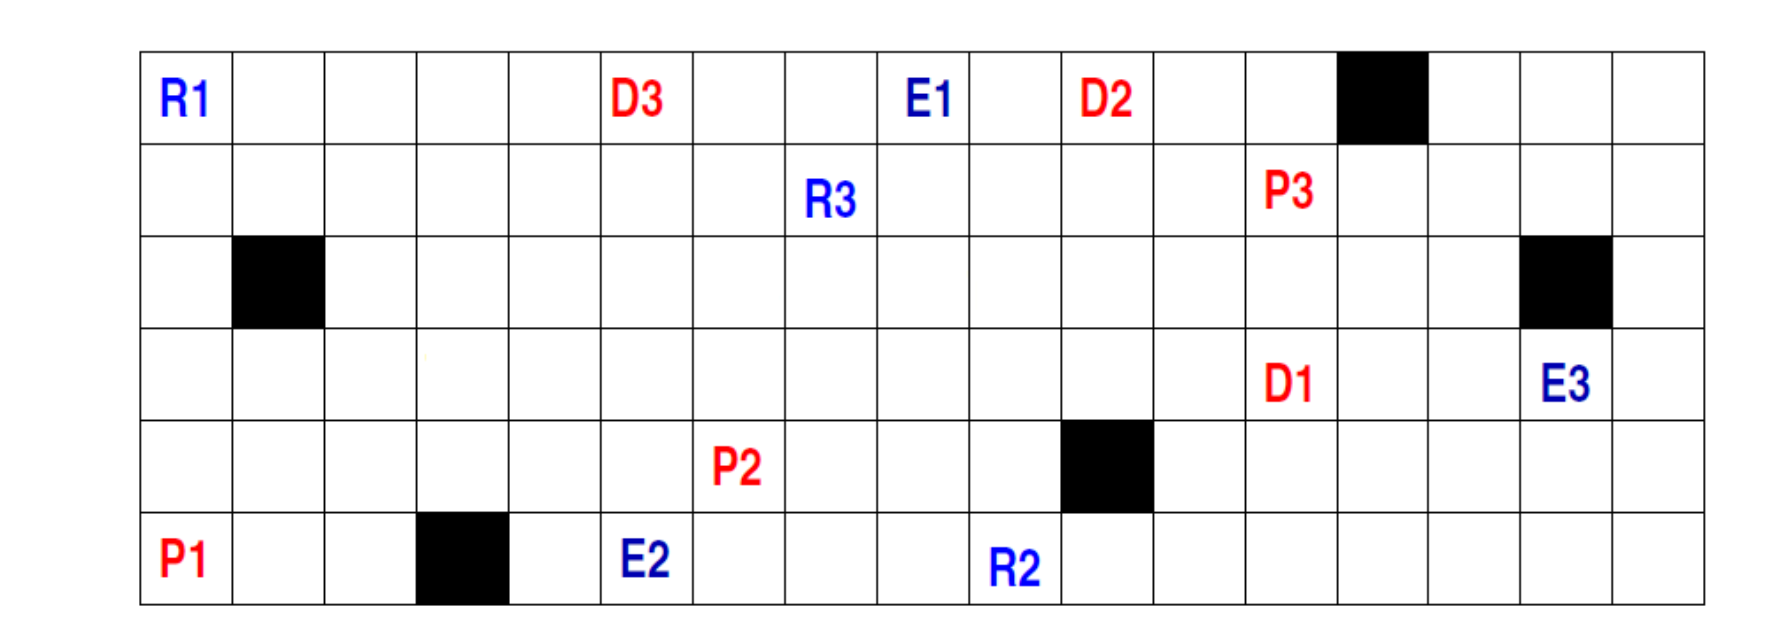 R1 D3 E1 D2
R3 P3
D1 E3
P2
P1 E2 R2